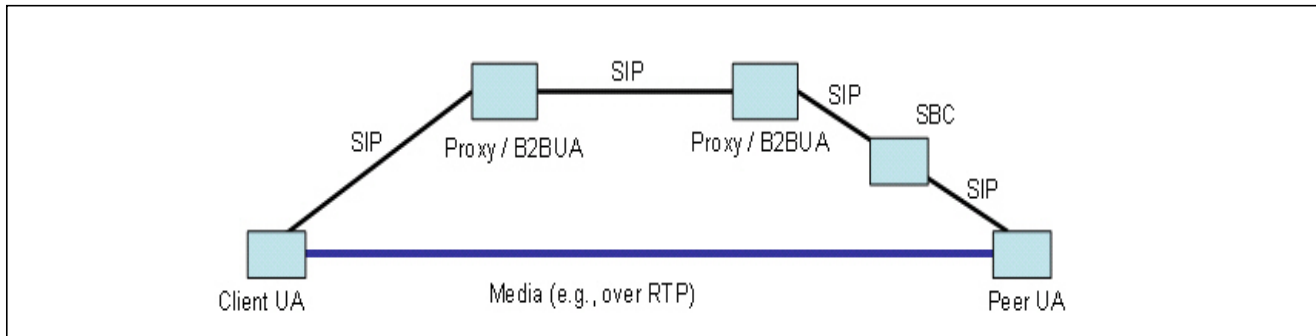 SIP
SIP
SBC
SIP
Proxy / B2BUA
Proxy / B2BUA
SIP
SIP
Client UA
Media (e.g., over RTP)
Peer UA